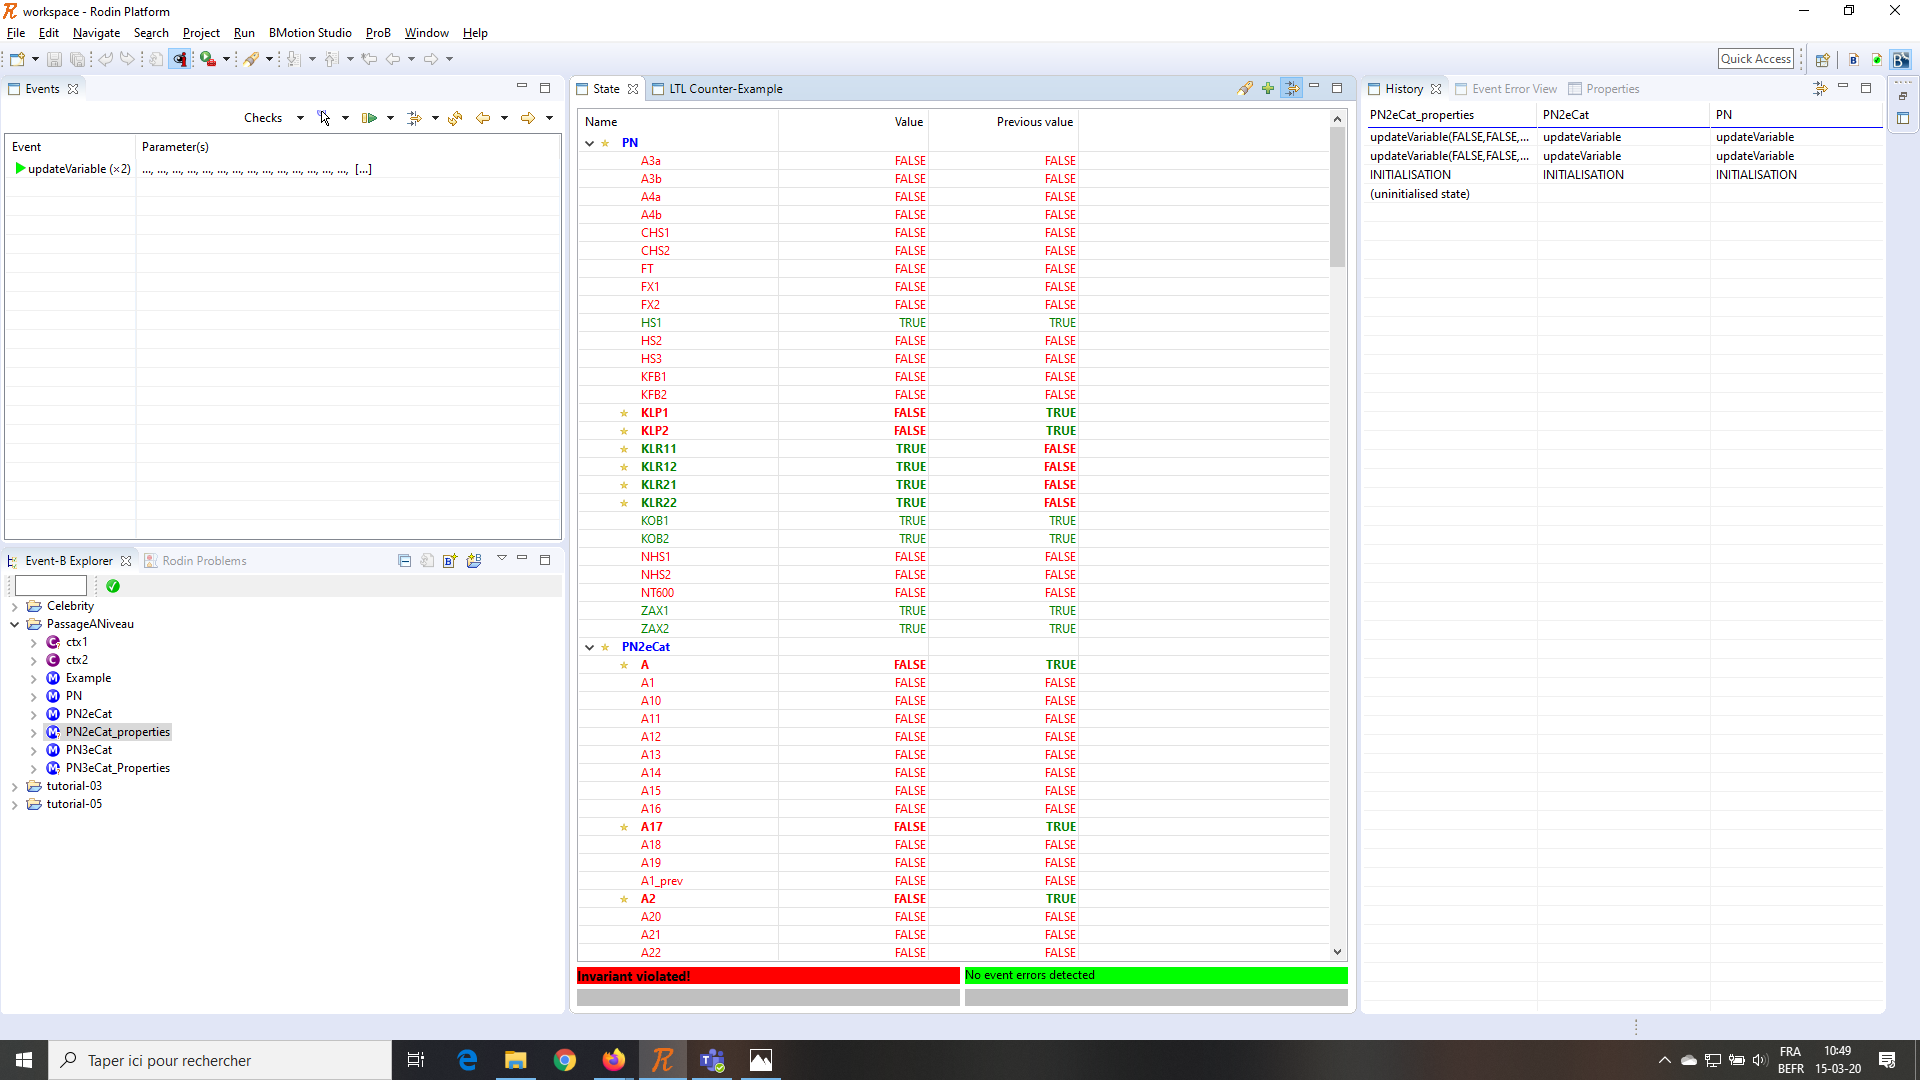 workspace - Rodin Platform
File Edit Navigate Search Project Run BMotion Studio ProB Window Help
Quick Access
Events
Checks
Event Parameter(s)
updateVariable (×2) ..., ..., ..., ..., ..., ..., ..., ..., ..., ..., ..., ..., ..., ..., [...]
Event-B Explorer Rodin Problems
Celebrity
PassageANiveau
ctx1
ctx2
Example
PN
PN2eCat
PN2eCat_properties
PN3eCat
PN3eCat_Properties
tutorial-03
tutorial-05
State LTL Counter-Example
Name Value Previous value
PN
A3a FALSE FALSE
A3b FALSE FALSE
A4a FALSE FALSE
A4b FALSE FALSE
CHS1 FALSE FALSE
CHS2 FALSE FALSE
FT FALSE FALSE
FX1 FALSE FALSE
FX2 FALSE FALSE
HS1 TRUE TRUE
HS2 FALSE FALSE
HS3 FALSE FALSE
KFB1 FALSE FALSE
KFB2 FALSE FALSE
KLP1 FALSE TRUE
KLP2 FALSE TRUE
KLR11 TRUE FALSE
KLR12 TRUE FALSE
KLR21 TRUE FALSE
KLR22 TRUE FALSE
KOB1 TRUE TRUE
KOB2 TRUE TRUE
NHS1 FALSE FALSE
NHS2 FALSE FALSE
NT600 FALSE FALSE
ZAX1 TRUE TRUE
ZAX2 TRUE TRUE
PN2eCat
A FALSE TRUE
A1 FALSE FALSE
A10 FALSE FALSE
A11 FALSE FALSE
A12 FALSE FALSE
A13 FALSE FALSE
A14 FALSE FALSE
A15 FALSE FALSE
A16 FALSE FALSE
A17 FALSE TRUE
A18 FALSE FALSE
A19 FALSE FALSE
A1_prev FALSE FALSE
A2 FALSE TRUE
A20 FALSE FALSE
A21 FALSE FALSE
A22 FALSE FALSE
Invariant violated! No event errors detected
History Event Error View Properties
PN2eCat_properties PN2eCat PN
updateVariable(FALSE,FALSE,... updateVariable updateVariable
updateVariable(FALSE,FALSE,... updateVariable updateVariable
INITIALISATION INITIALISATION INITIALISATION
(uninitialised state)
Taper ici pour rechercher
FRA 10:49
BEFR 15-03-20